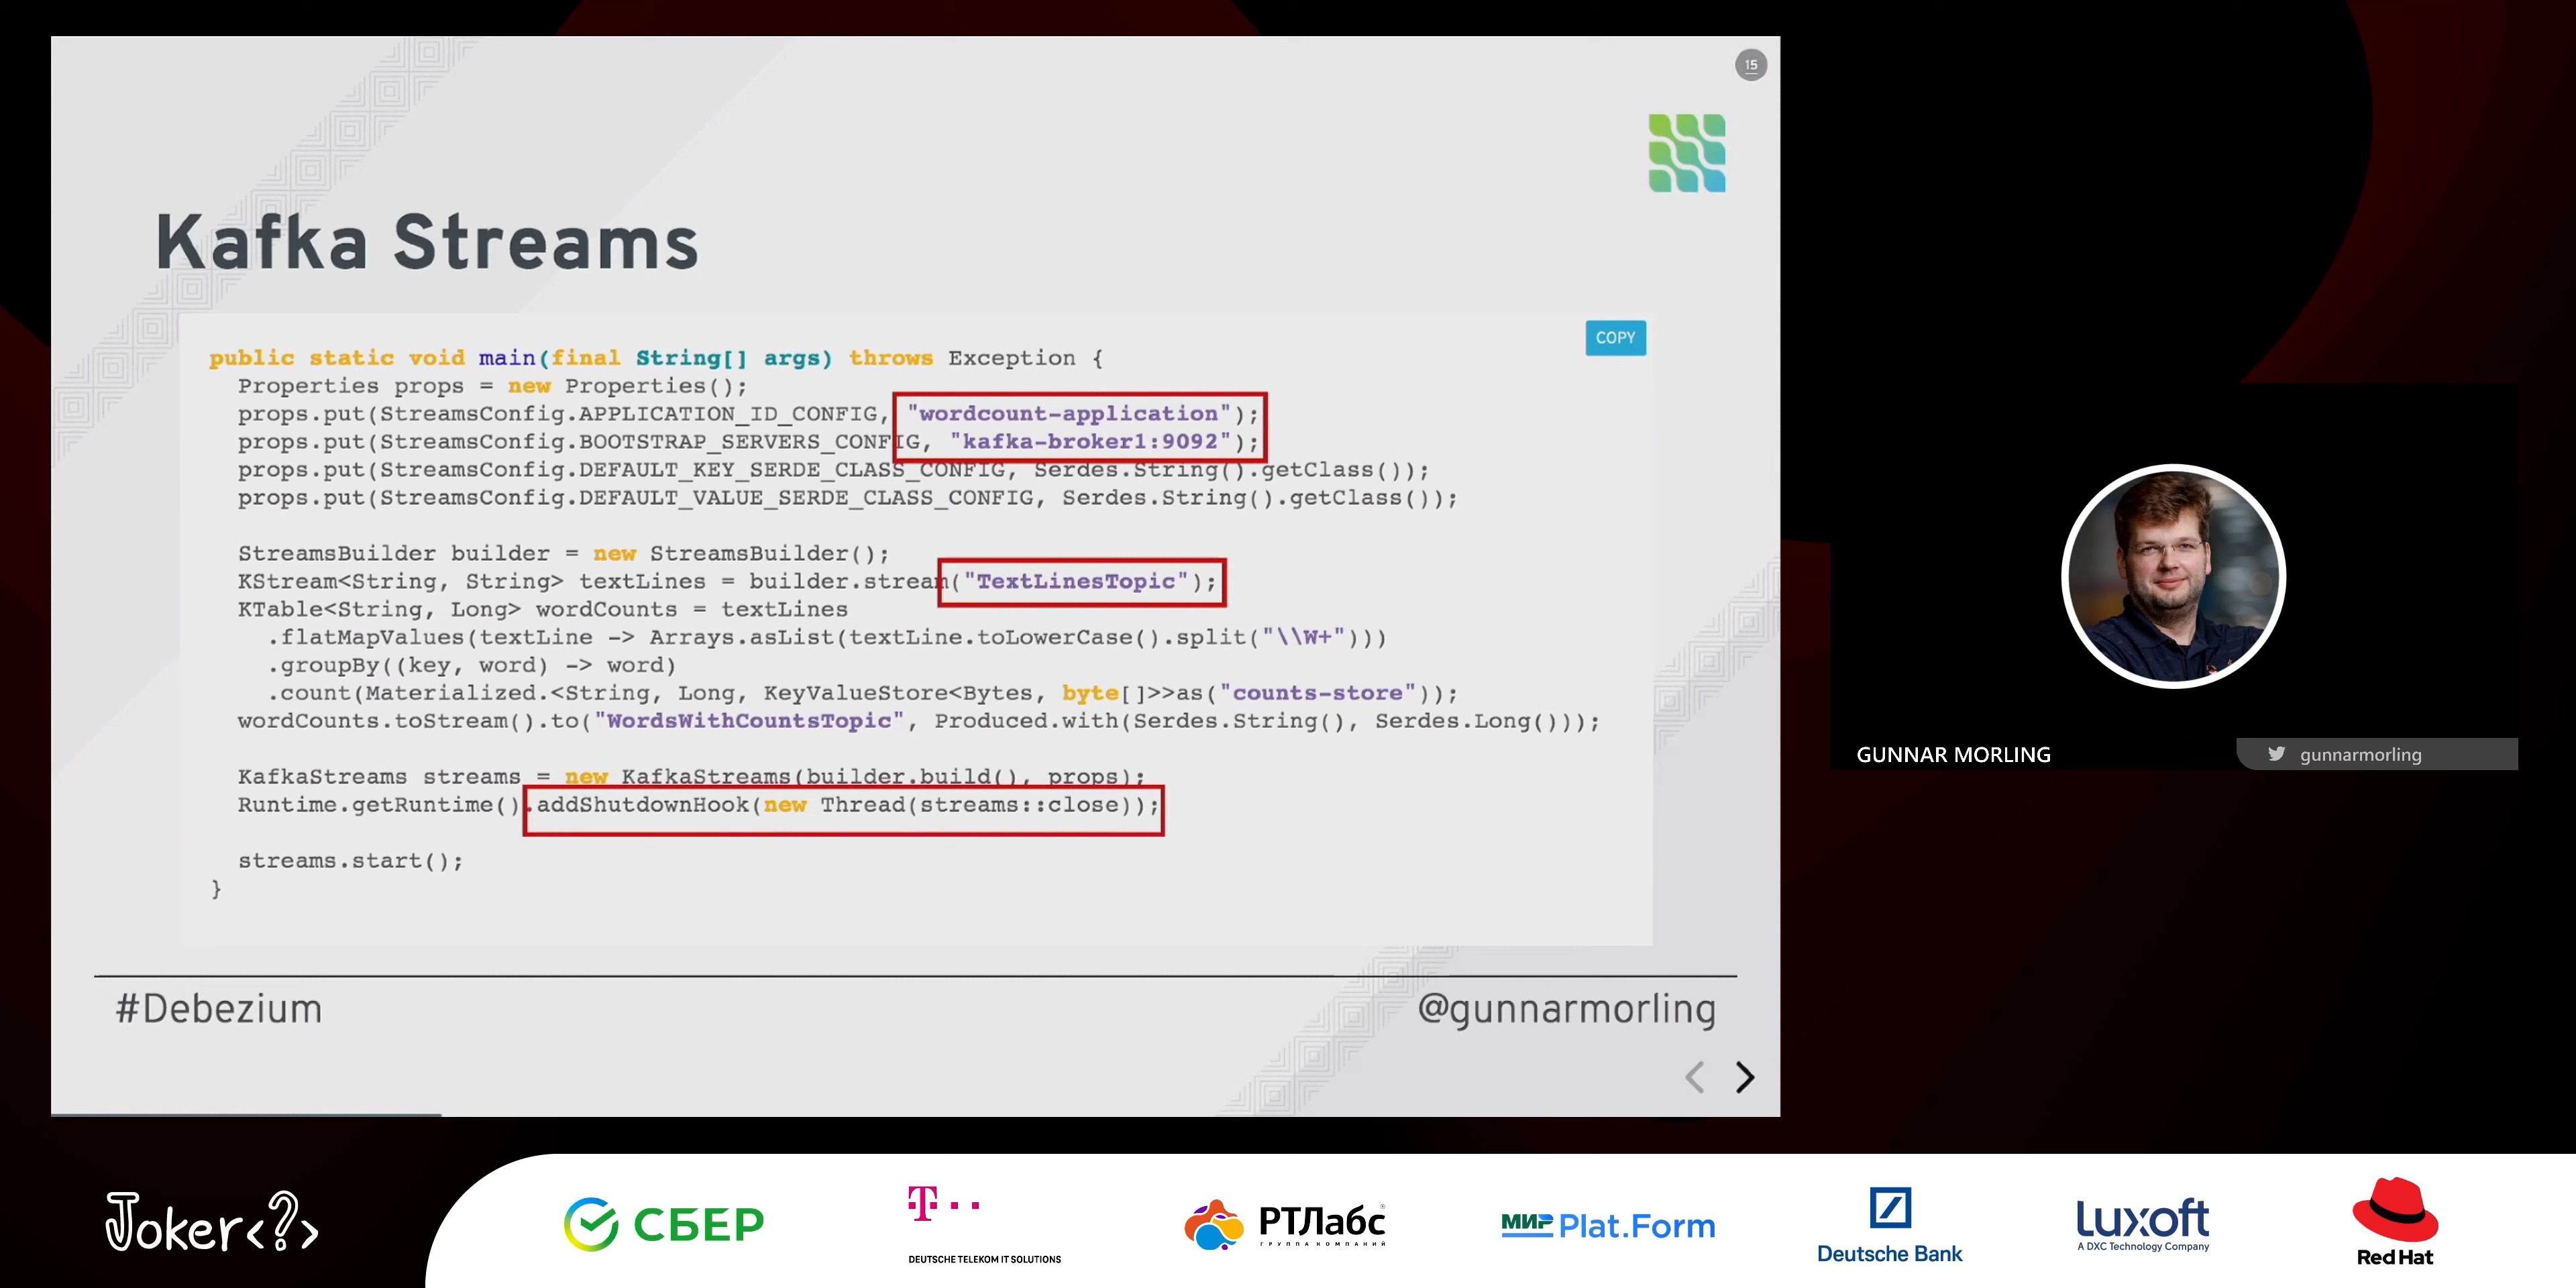 15
Kafka Streams
COPY
public static void main(final String[] args) throws Exception {
  Properties props = new Properties();
  props.put(StreamsConfig.APPLICATION_ID_CONFIG, "wordcount-application");
  props.put(StreamsConfig.BOOTSTRAP_SERVERS_CONFIG, "kafka-broker1:9092");
  props.put(StreamsConfig.DEFAULT_KEY_SERDE_CLASS_CONFIG, Serdes.String().getClass());
  props.put(StreamsConfig.DEFAULT_VALUE_SERDE_CLASS_CONFIG, Serdes.String().getClass());
  StreamsBuilder builder = new StreamsBuilder();
  KStream<String, String> textLines = builder.stream("TextLinesTopic");
  KTable<String, Long> wordCounts = textLines
    .flatMapValues(textLine -> Arrays.asList(textLine.toLowerCase().split("\\W+")))
    .groupBy((key, word) -> word)
    .count(Materialized.<String, Long, KeyValueStore<Bytes, byte[]>>as("counts-store"));
  wordCounts.toStream().to("WordsWithCountsTopic", Produced.with(Serdes.String(), Serdes.Long()));
  KafkaStreams streams = new KafkaStreams(builder.build(), props);
  Runtime.getRuntime().addShutdownHook(new Thread(streams::close));
  streams.start();
}
#Debezium
@gunnarmorling
GUNNAR MORLING
gunnarmorling
Joker<?>
СБЕР
T
DEUTSCHE TELEKOM IT SOLUTIONS
РТЛабс
ГРУППА КОМПАНИЙ
МИР Plat.Form
Deutsche Bank
Luxoft
A DXC Technology Company
Red Hat